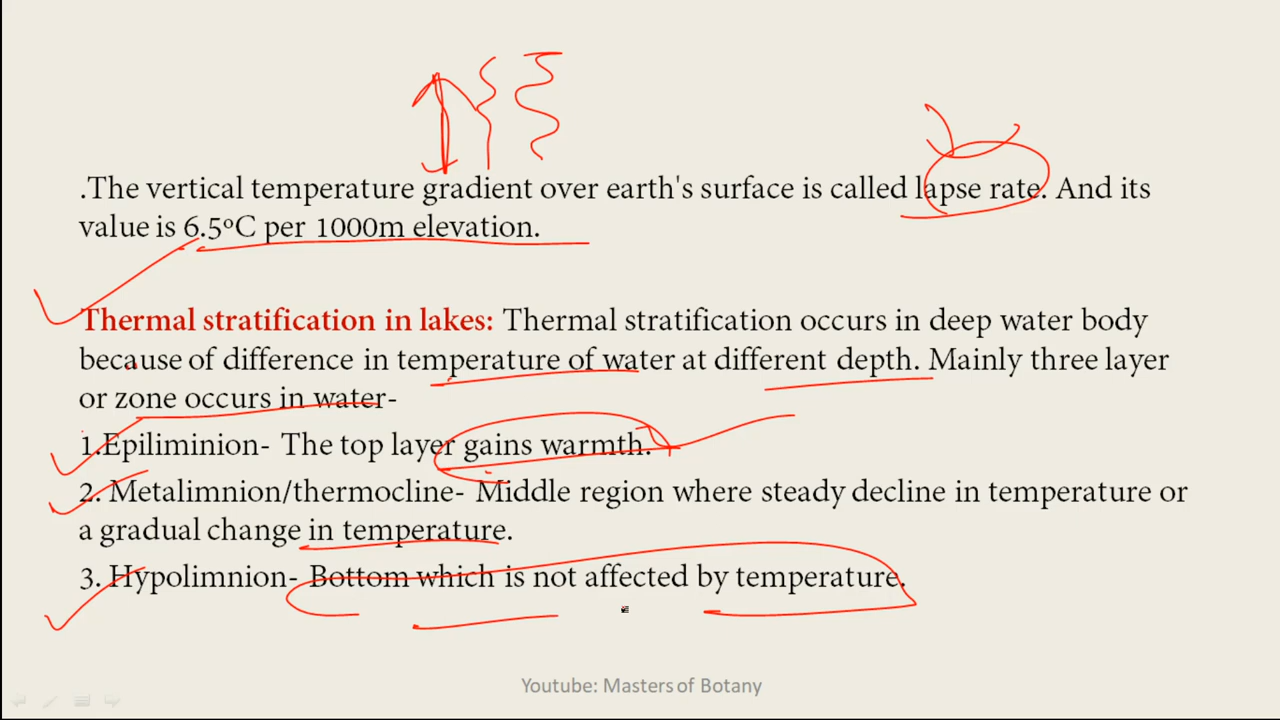 .The vertical temperature gradient over earth's surface is called lapse rate. And its
value is 6.5ºC per 1000m elevation.
Thermal stratification in lakes: Thermal stratification occurs in deep water body
because of difference in temperature of water at different depth. Mainly three layer
or zone occurs in water-
1.Epiliminion- The top layer gains warmth.
2. Metalimnion/thermocline- Middle region where steady decline in temperature or
a gradual change in temperature.
3. Hypolimnion- Bottom which is not affected by temperature.
Youtube: Masters of Botany